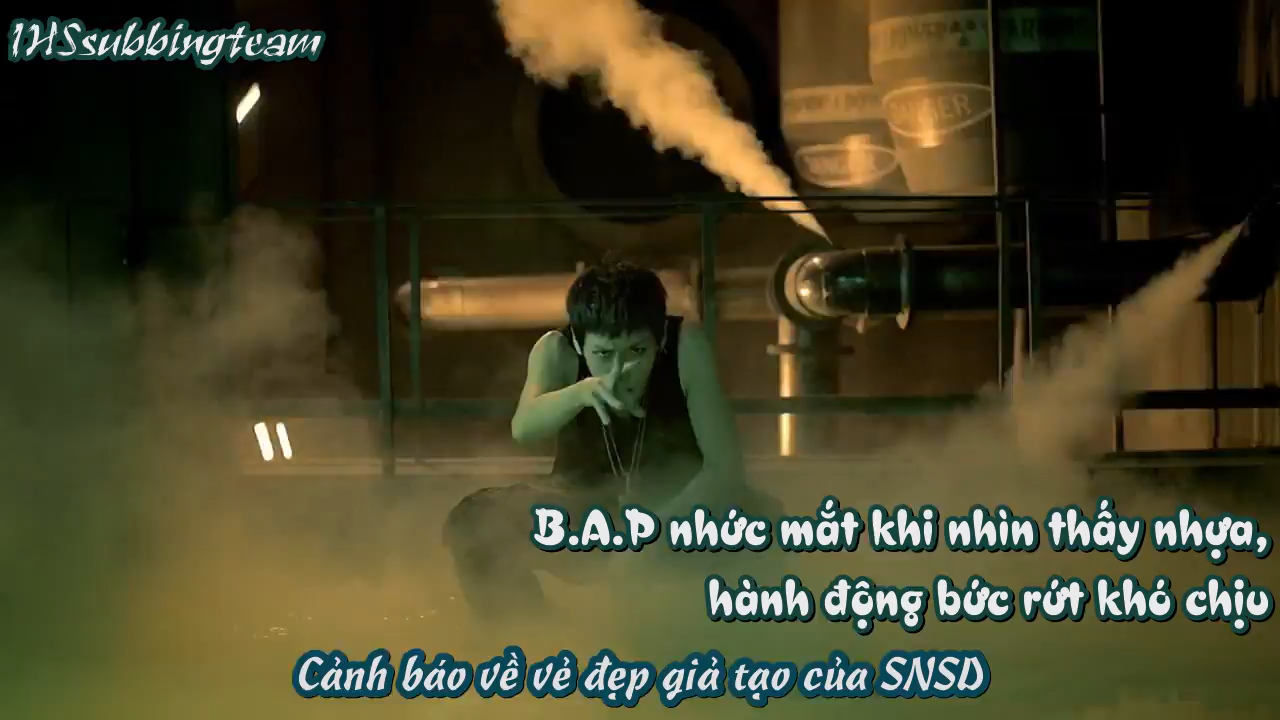 1HSsubbingteam
DANGER
B.A.P nhức mắt khi nhìn thấy nhựa,
hành động bức rứt khó chịu
Cảnh báo về vẻ đẹp giả tạo của SNSD